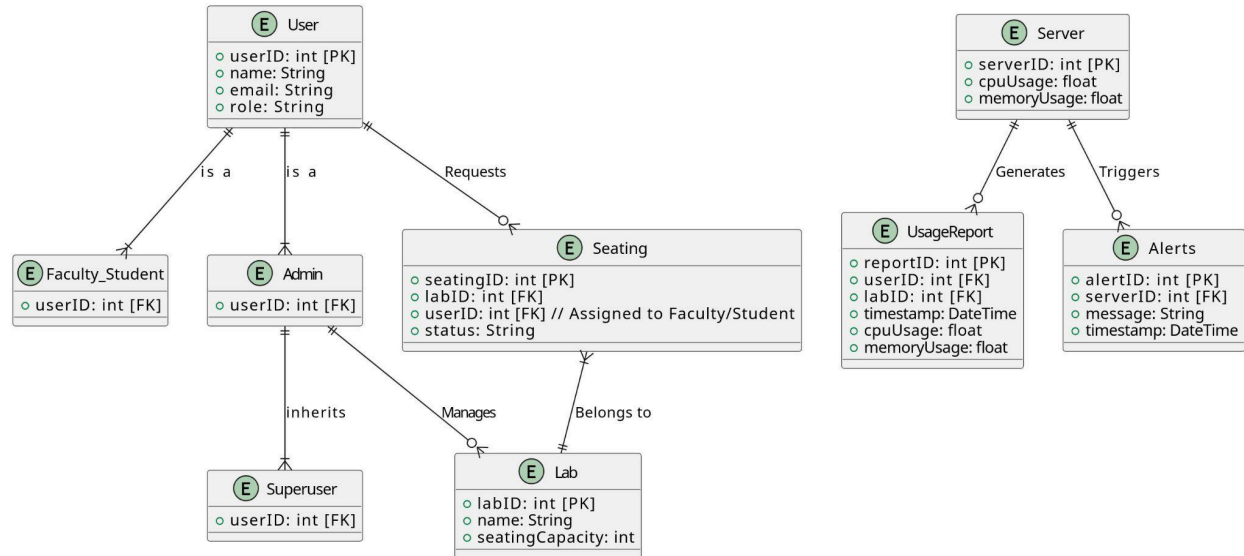 E User
userID: int [PK]
name: String
email: String
role: String
E Server
serverID: int [PK]
cpuUsage: float
memoryUsage: float
is a
is a
Requests
Generates
Triggers
E Faculty_Student
userID: int [FK]
E Admin
userID: int [FK]
E Seating
seatingID: int [PK]
labID: int [FK]
userID: int [FK] // Assigned to Faculty/Student
status: String
E UsageReport
reportID: int [PK]
userID: int [FK]
labID: int [FK]
timestamp: DateTime
cpuUsage: float
memoryUsage: float
E Alerts
alertID: int [PK]
serverID: int [FK]
message: String
timestamp: DateTime
inherits
Manages
Belongs to
E Superuser
userID: int [FK]
E Lab
labID: int [PK]
name: String
seatingCapacity: int